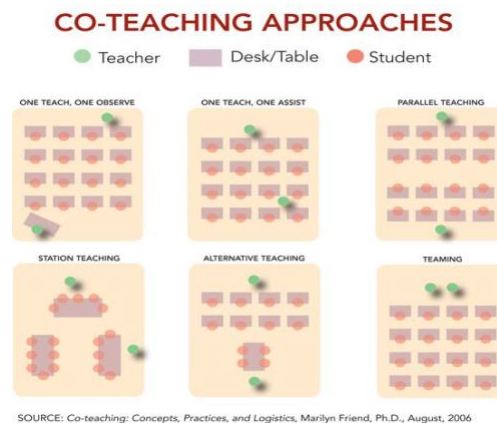 CO-TEACHING APPROACHES
Teacher Desk/Table Student
ONE TEACH, ONE OBSERVE
ONE TEACH, ONE ASSIST
PARALLEL TEACHING
STATION TEACHING
ALTERNATIVE TEACHING
TEAMING
SOURCE: Co-teaching: Concepts, Practices, and Logistics, Marilyn Friend, Ph.D., August, 2006